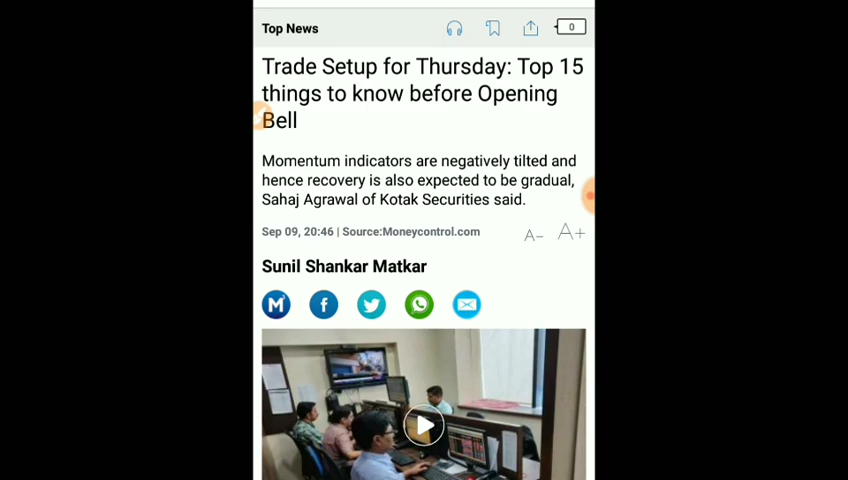 Top News
0
Trade Setup for Thursday: Top 15
things to know before Opening
Bell
Momentum indicators are negatively tilted and
hence recovery is also expected to be gradual,
Sahaj Agrawal of Kotak Securities said.
Sep 09, 20:46 | Source:Moneycontrol.com
A- A+
Sunil Shankar Matkar
M f